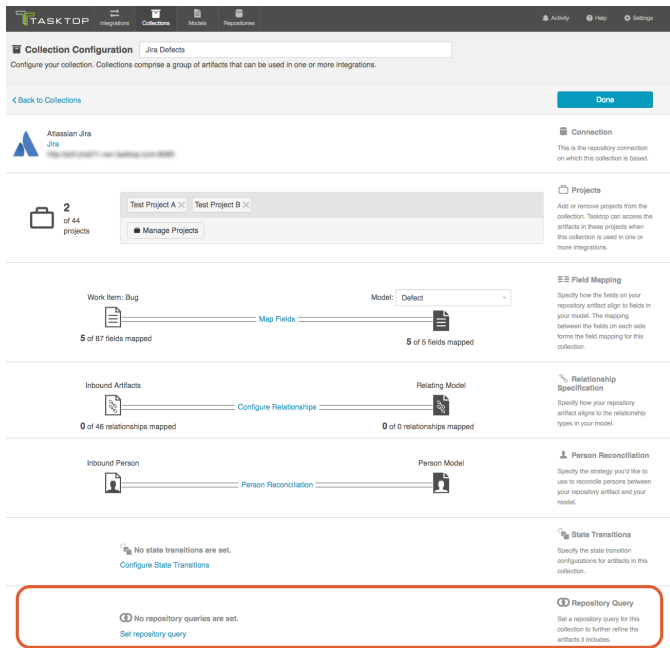 TASKTOP
Integrations
Collections
Models
Repositories
Activity
Help
Settings
Collection Configuration
Jira Defects
Configure your collection. Collections comprise a group of artifacts that can be used in one or more integrations.
Back to Collections
Done
Atlassian Jira
Jira
Connection
This is the repository connection
on which this collection is based.
2
of 44
projects
Test Project A
Test Project B
Manage Projects
Projects
Add or remove projects from the
collection. Tasktop can access the
artifacts in these projects when
this collection is used in one or
more integrations.
Work Item: Bug
Model: Defect
Map Fields
5 of 87 fields mapped
5 of 5 fields mapped
Field Mapping
Specify how the fields on your
repository artifact align to fields in
your model. The mapping
between the fields on each side
forms the field mapping for this
collection.
Inbound Artifacts
Relating Model
Configure Relationships
0 of 46 relationships mapped
0 of 0 relationships mapped
Relationship
Specification
Specify how your repository
artifact aligns to the relationship
types in your model.
Inbound Person
Person Model
Person Reconciliation
Person Reconciliation
Specify the strategy you'd like to
use to reconcile persons between
your repository artifact and your
model.
No state transitions are set.
Configure State Transitions
State Transitions
Specify the state transition
configurations for artifacts in this
collection.
No repository queries are set.
Set repository query
Repository Query
Set a repository query for this
collection to further refine the
artifacts it includes.